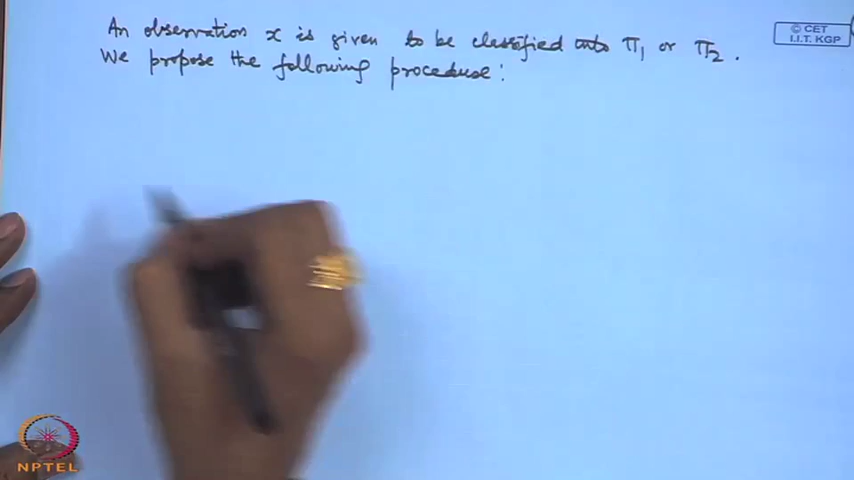 An observation x is given to be classified into π₁ or π₂.
We propose the following procedure:
© CET
I.I.T. KGP
NPTEL